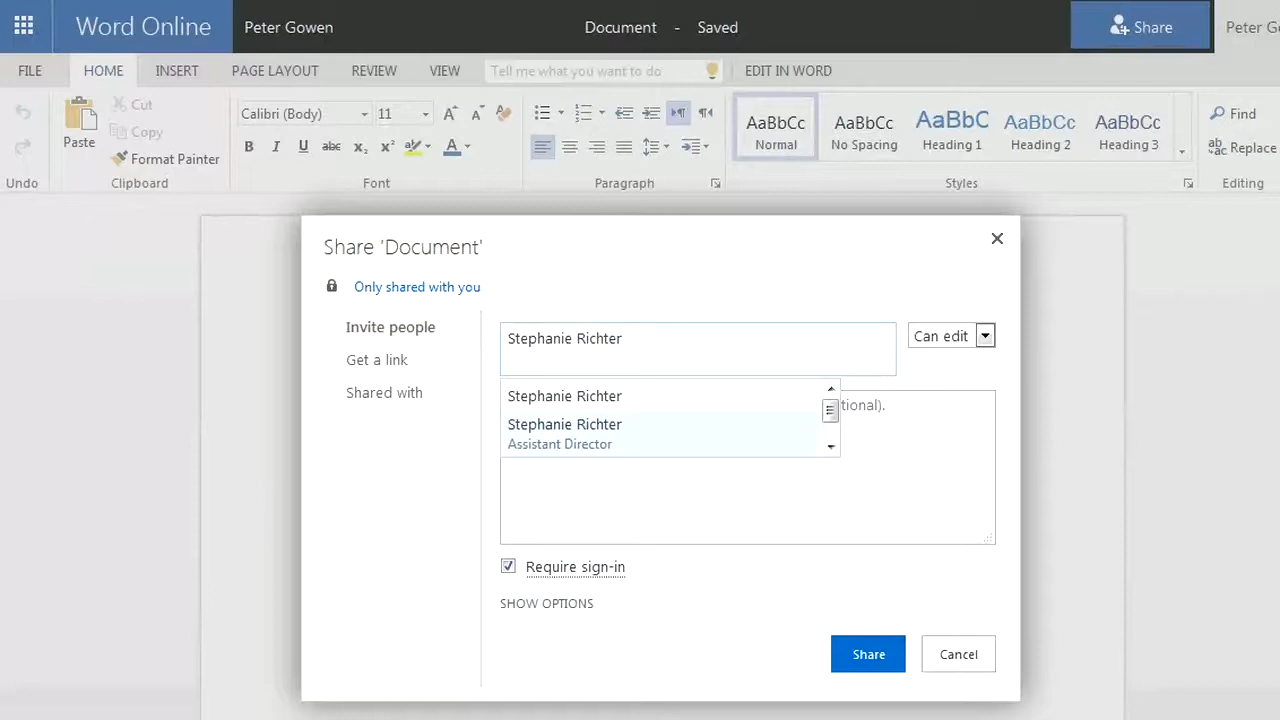 Word Online Peter Gowen Document - Saved Share Peter Go
FILE HOME INSERT PAGE LAYOUT REVIEW VIEW Tell me what you want to do EDIT IN WORD
Cut
Calibri (Body) 11
Find
Paste
Copy
AaBbCc AaBbCc AaBbC AaBbCc AaBbCc
B I U abc x₂ x² A
Normal No Spacing Heading 1 Heading 2 Heading 3
Replace
Format Painter
Undo Clipboard Font Paragraph Styles Editing
Share 'Document'
Only shared with you
Invite people
Stephanie Richter
Can edit
Get a link
Shared with
Stephanie Richter
tional).
Stephanie Richter
Assistant Director
Require sign-in
SHOW OPTIONS
Share Cancel